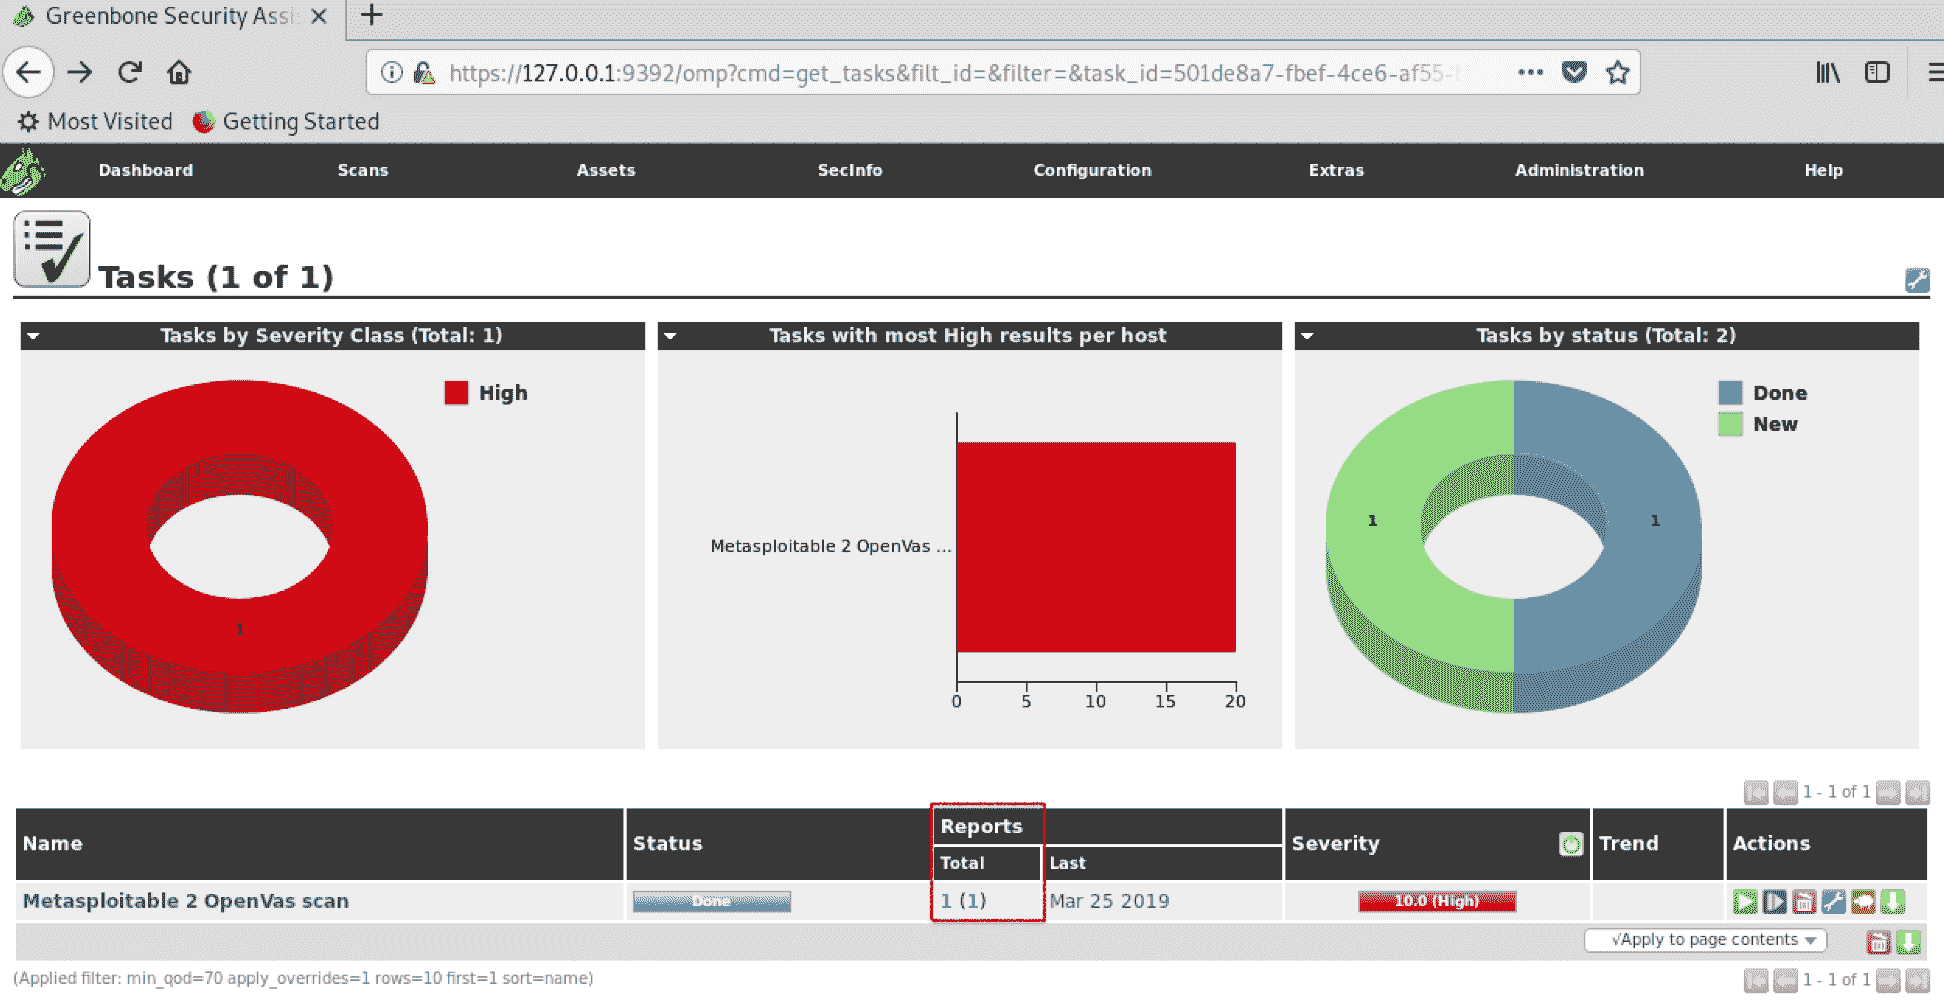 Greenbone Security Assi
https://127.0.0.1:9392/omp?cmd=get_tasks&filt_id=&filter=&task_id=501de8a7-fbef-4ce6-af55-
Most Visited Getting Started
Dashboard Scans Assets SecInfo Configuration Extras Administration Help
Tasks (1 of 1)
Tasks by Severity Class (Total: 1)
High
1
Tasks with most High results per host
Metasploitable 2 OpenVas ...
0 5 10 15 20
Tasks by status (Total: 2)
Done
New
1 1
1 - 1 of 1
Name Status Reports Severity Trend Actions
Total Last
Metasploitable 2 OpenVas scan Done 1 (1) Mar 25 2019 10.0 (High)
√Apply to page contents
(Applied filter: min_qod=70 apply_overrides=1 rows=10 first=1 sort=name)
1 - 1 of 1